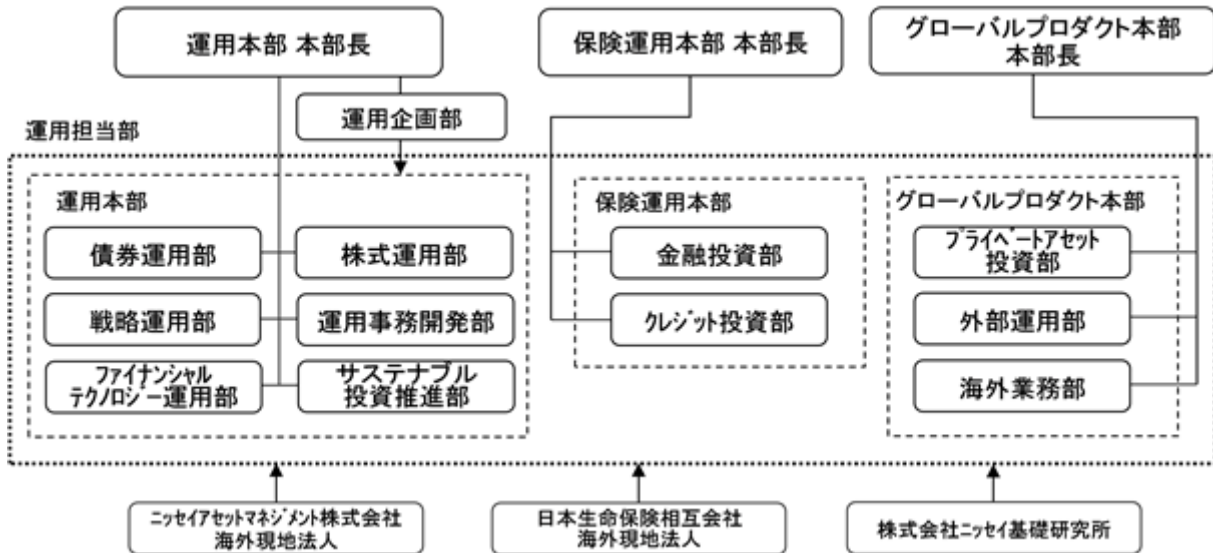 運用本部 本部長
保険運用本部 本部長
グローバルプロダクト本部
本部長
運用企画部
運用担当部
運用本部
債券運用部
株式運用部
戦略運用部
運用事務開発部
ファイナンシャル
テクノロジー運用部
サステナブル
投資推進部
保険運用本部
金融投資部
クレジット投資部
グローバルプロダクト本部
プライベートアセット
投資部
外部運用部
海外業務部
ニッセイアセットマネジメント株式会社
海外現地法人
日本生命保険相互会社
海外現地法人
株式会社ニッセイ基礎研究所